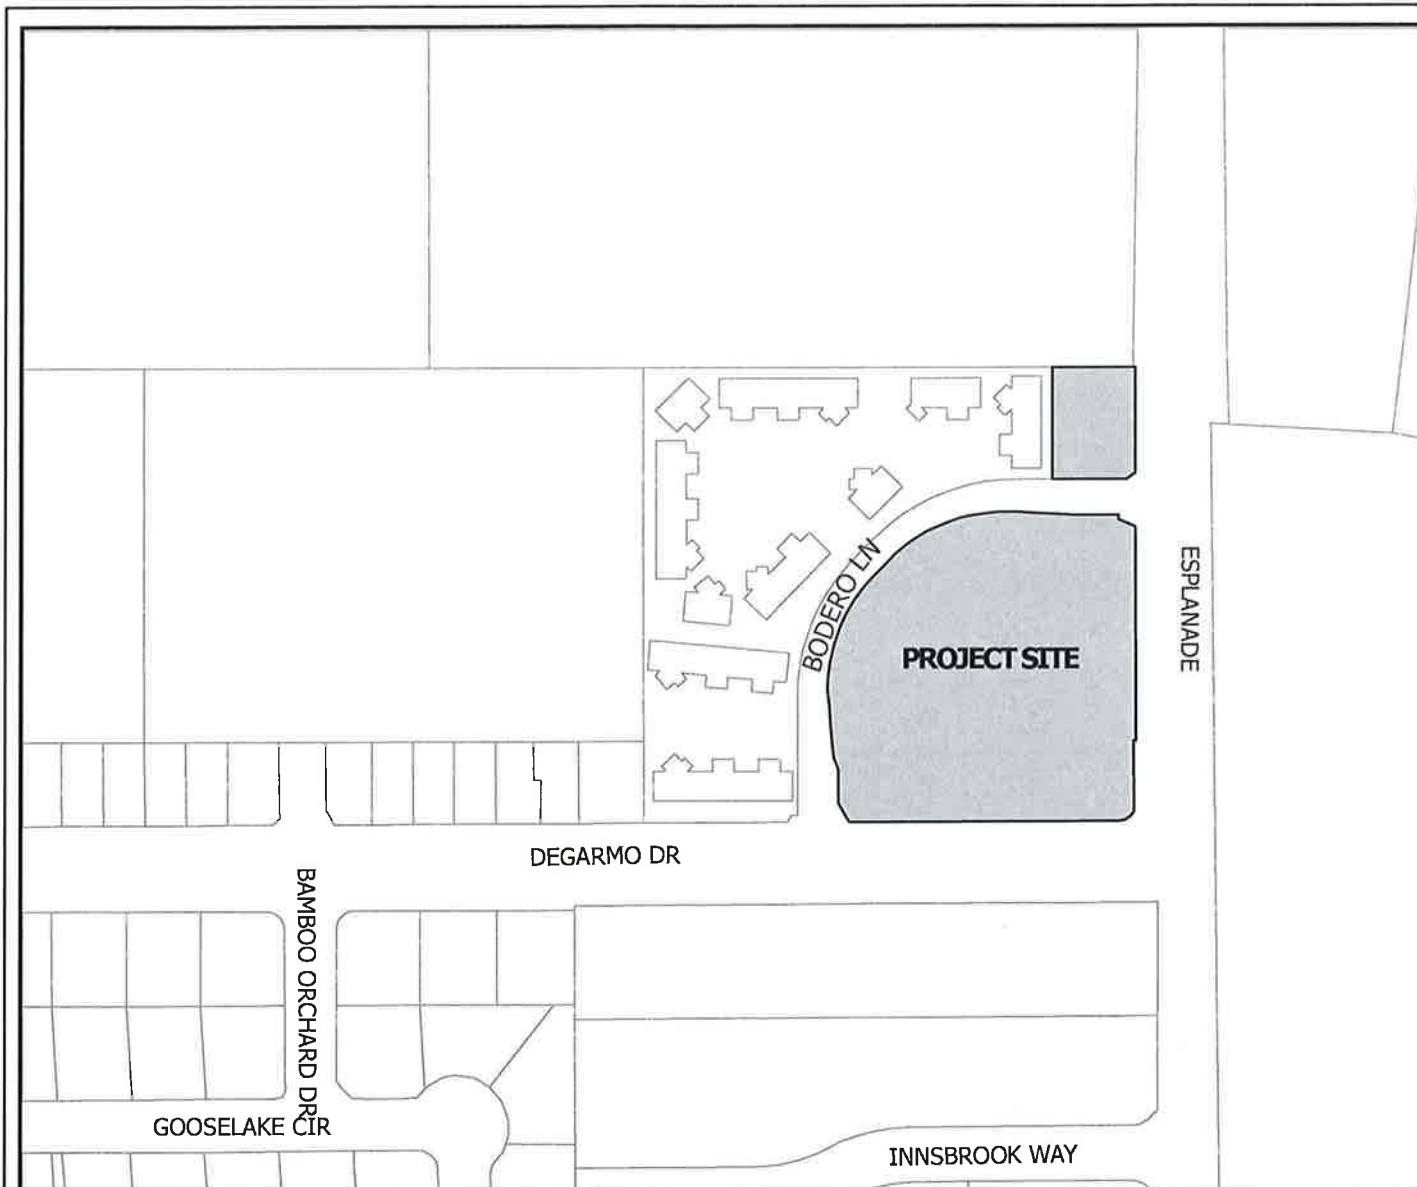 ESPLANADE
BODERO LN
PROJECT SITE
DEGARMO DR
BAMBOO ORCHARD DR
GOOSELAKE CIR
INNSBROOK WAY